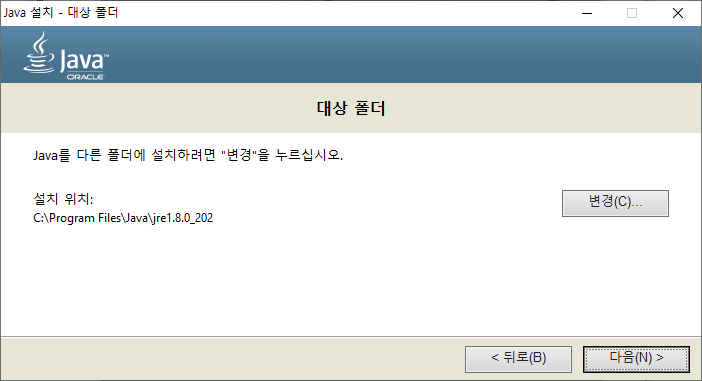 Java 설치 - 대상 폴더
Java™
ORACLE
대상 폴더
Java를 다른 폴더에 설치하려면 "변경"을 누르십시오.
설치 위치:
C:\Program Files\Java\jre1.8.0_202
변경(C)...
< 뒤로(B)
다음(N) >